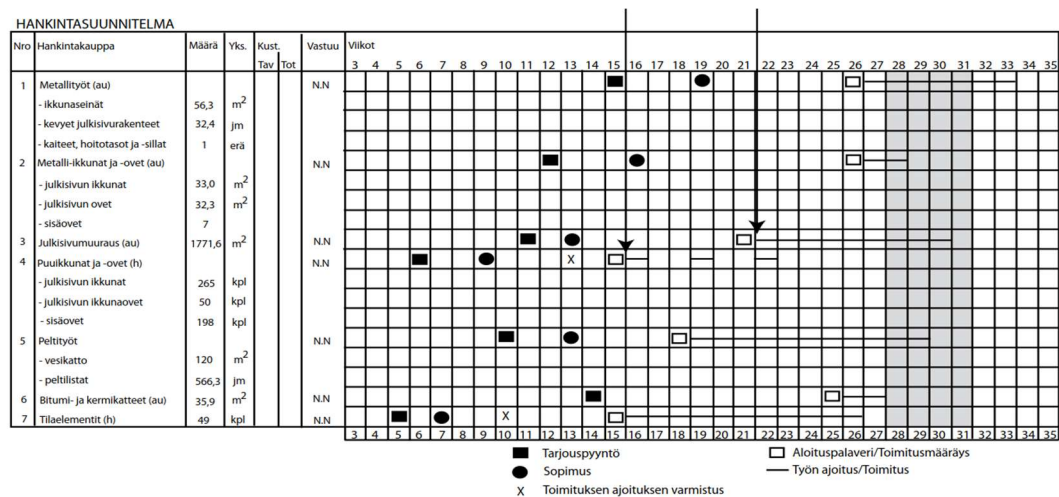 HANKINTASUUNNITELMA
Nro Hankintakauppa Määrä Yks. Kust. Vastuu Viikot
Tav Tot 3 4 5 6 7 8 9 10 11 12 13 14 15 16 17 18 19 20 21 22 23 24 25 26 27 28 29 30 31 32 33 34 35
1 Metallityöt (au) N.N
- ikkunaseinät 56,3 m2
- kevyet julkisivurakenteet 32,4 jm
- kaiteet, hoitotasot ja -sillat 1 erä
2 Metalli-ikkunat ja -ovet (au) N.N
- julkisivun ikkunat 33,0 m2
- julkisivun ovet 32,3 m2
- sisäovet 7
3 Julkisivumuuraus (au) 1771,6 m2 N.N
4 Puuikkunat ja -ovet (h) N.N X
- julkisivun ikkunat 265 kpl
- julkisivun ikkunaovet 50 kpl
- sisäovet 198 kpl
5 Peltityöt N.N
- vesikatto 120 m2
- peltilistat 566,3 jm
6 Bitumi- ja kermikatteet (au) 35,9 m2 N.N
7 Tilaelementit (h) 49 kpl N.N X
3 4 5 6 7 8 9 10 11 12 13 14 15 16 17 18 19 20 21 22 23 24 25 26 27 28 29 30 31 32 33 34 35
Tarjouspyyntö Aloituspalaveri/Toimitusmääräys
Sopimus Työn ajoitus/Toimitus
X Toimituksen ajoituksen varmistus